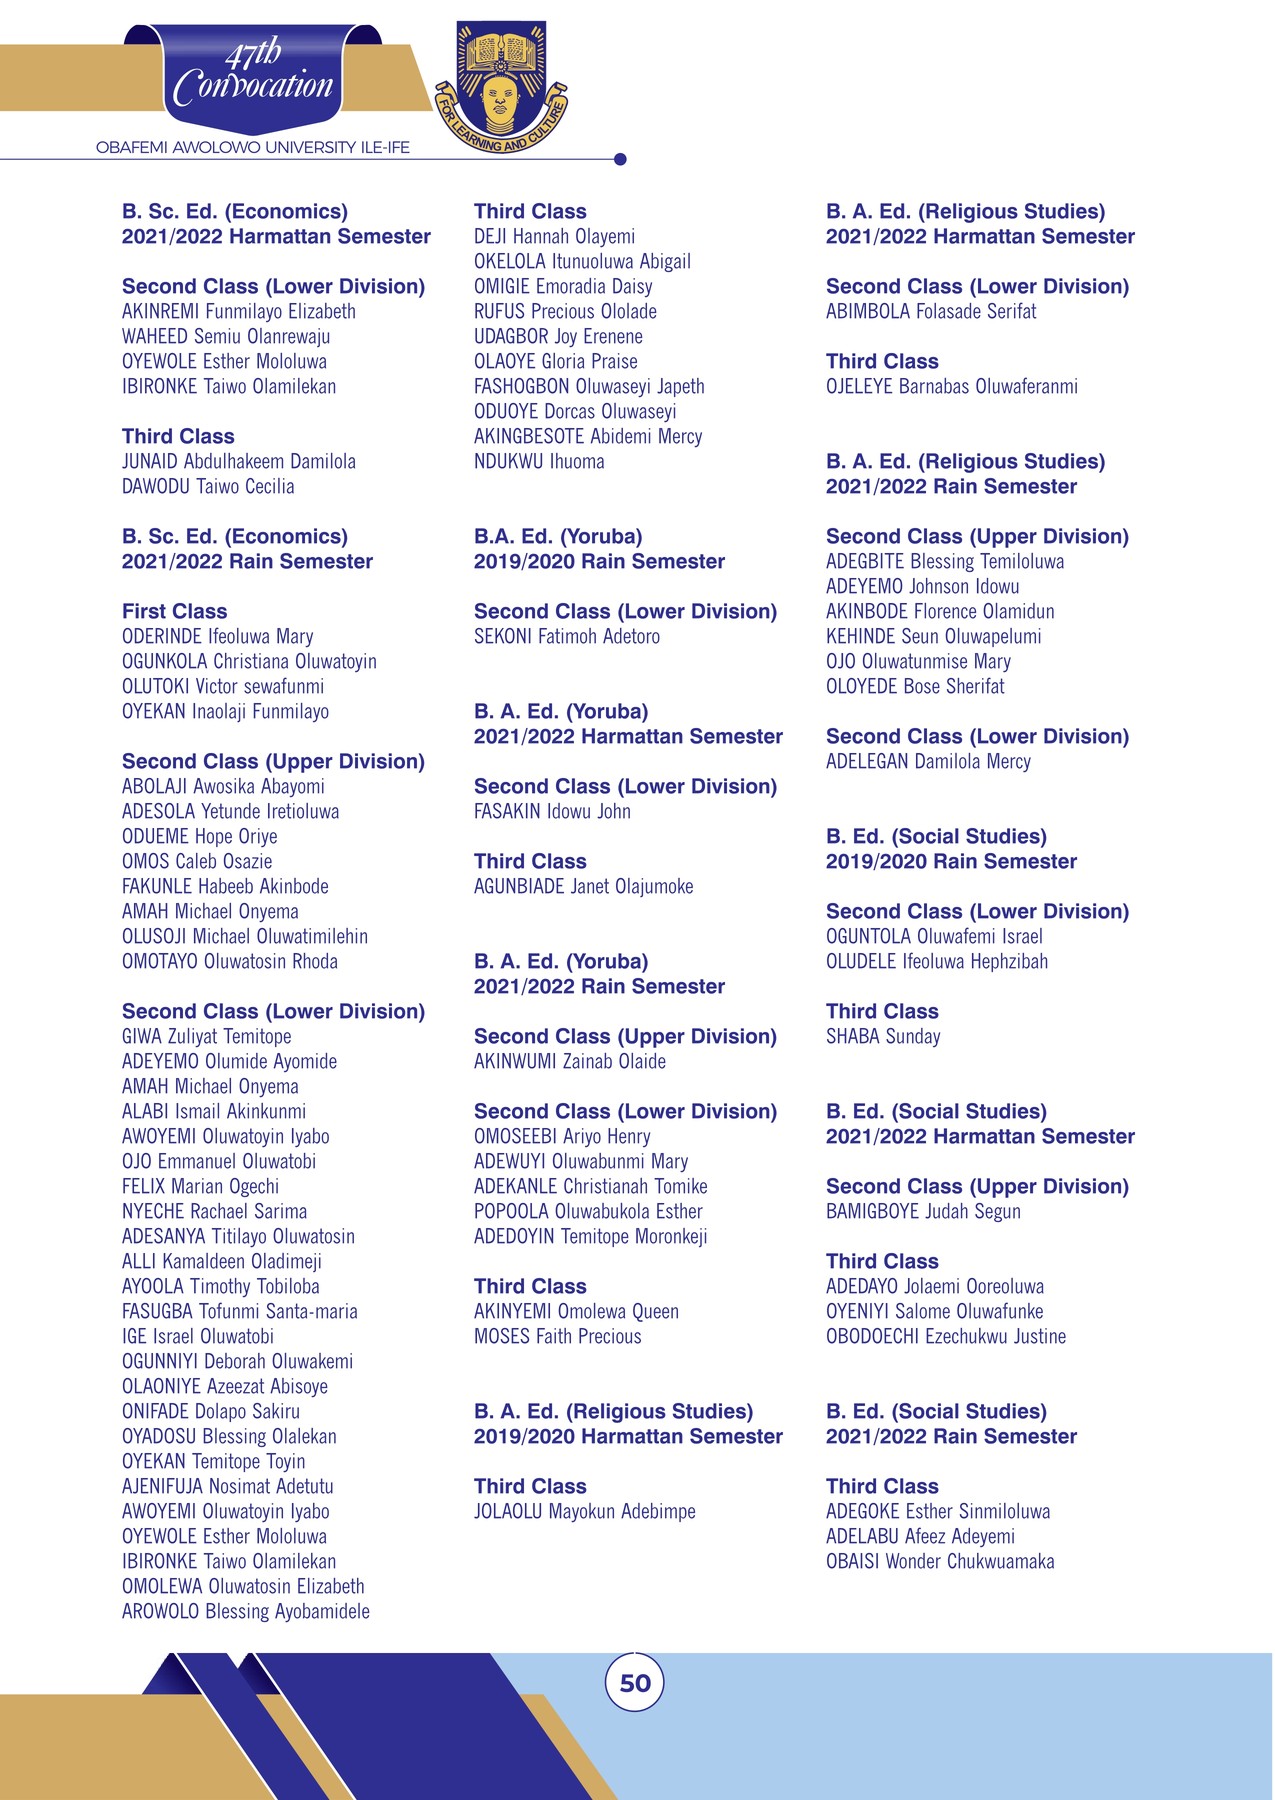 47th
Convocation
FOR LEARNING AND CULTURE
OBAFEMI AWOLOWO UNIVERSITY ILE-IFE
B. Sc. Ed. (Economics)
2021/2022 Harmattan Semester
Second Class (Lower Division)
AKINREMI Funmilayo Elizabeth
WAHEED Semiu Olanrewaju
OYEWOLE Esther Mololuwa
IBIRONKE Taiwo Olamilekan
Third Class
JUNAID Abdulhakeem Damilola
DAWODU Taiwo Cecilia
B. Sc. Ed. (Economics)
2021/2022 Rain Semester
First Class
ODERINDE Ifeoluwa Mary
OGUNKOLA Christiana Oluwatoyin
OLUTOKI Victor sewafunmi
OYEKAN Inaolaji Funmilayo
Second Class (Upper Division)
ABOLAJI Awosika Abayomi
ADESOLA Yetunde Iretioluwa
ODUEME Hope Oriye
OMOS Caleb Osazie
FAKUNLE Habeeb Akinbode
AMAH Michael Onyema
OLUSOJI Michael Oluwatimilehin
OMOTAYO Oluwatosin Rhoda
Second Class (Lower Division)
GIWA Zuliyat Temitope
ADEYEMO Olumide Ayomide
AMAH Michael Onyema
ALABI Ismail Akinkunmi
AWOYEMI Oluwatoyin Iyabo
OJO Emmanuel Oluwatobi
FELIX Marian Ogechi
NYECHE Rachael Sarima
ADESANYA Titilayo Oluwatosin
ALLI Kamaldeen Oladimeji
AYOOLA Timothy Tobiloba
FASUGBA Tofunmi Santa-maria
IGE Israel Oluwatobi
OGUNNIYI Deborah Oluwakemi
OLAONIYE Azeezat Abisoye
ONIFADE Dolapo Sakiru
OYADOSU Blessing Olalekan
OYEKAN Temitope Toyin
AJENIFUJA Nosimat Adetutu
AWOYEMI Oluwatoyin Iyabo
OYEWOLE Esther Mololuwa
IBIRONKE Taiwo Olamilekan
OMOLEWA Oluwatosin Elizabeth
AROWOLO Blessing Ayobamidele
Third Class
DEJI Hannah Olayemi
OKELOLA Itunuoluwa Abigail
OMIGIE Emoradia Daisy
RUFUS Precious Ololade
UDAGBOR Joy Erenene
OLAOYE Gloria Praise
FASHOGBON Oluwaseyi Japeth
ODUOYE Dorcas Oluwaseyi
AKINGBESOTE Abidemi Mercy
NDUKWU Ihuoma
B.A. Ed. (Yoruba)
2019/2020 Rain Semester
Second Class (Lower Division)
SEKONI Fatimoh Adetoro
B. A. Ed. (Yoruba)
2021/2022 Harmattan Semester
Second Class (Lower Division)
FASAKIN Idowu John
Third Class
AGUNBIADE Janet Olajumoke
B. A. Ed. (Yoruba)
2021/2022 Rain Semester
Second Class (Upper Division)
AKINWUMI Zainab Olaide
Second Class (Lower Division)
OMOSEEBI Ariyo Henry
ADEWUYI Oluwabunmi Mary
ADEKANLE Christianah Tomike
POPOOLA Oluwabukola Esther
ADEDOYIN Temitope Moronkeji
Third Class
AKINYEMI Omolewa Queen
MOSES Faith Precious
B. A. Ed. (Religious Studies)
2019/2020 Harmattan Semester
Third Class
JOLAOLU Mayokun Adebimpe
B. A. Ed. (Religious Studies)
2021/2022 Harmattan Semester
Second Class (Lower Division)
ABIMBOLA Folasade Serifat
Third Class
OJELEYE Barnabas Oluwaferanmi
B. A. Ed. (Religious Studies)
2021/2022 Rain Semester
Second Class (Upper Division)
ADEGBITE Blessing Temiloluwa
ADEYEMO Johnson Idowu
AKINBODE Florence Olamidun
KEHINDE Seun Oluwapelumi
OJO Oluwatunmise Mary
OLOYEDE Bose Sherifat
Second Class (Lower Division)
ADELEGAN Damilola Mercy
B. Ed. (Social Studies)
2019/2020 Rain Semester
Second Class (Lower Division)
OGUNTOLA Oluwafemi Israel
OLUDELE Ifeoluwa Hephzibah
Third Class
SHABA Sunday
B. Ed. (Social Studies)
2021/2022 Harmattan Semester
Second Class (Upper Division)
BAMIGBOYE Judah Segun
Third Class
ADEDAYO Jolaemi Ooreoluwa
OYENIYI Salome Oluwafunke
OBODOECHI Ezechukwu Justine
B. Ed. (Social Studies)
2021/2022 Rain Semester
Third Class
ADEGOKE Esther Sinmiloluwa
ADELABU Afeez Adeyemi
OBAISI Wonder Chukwuamaka
50